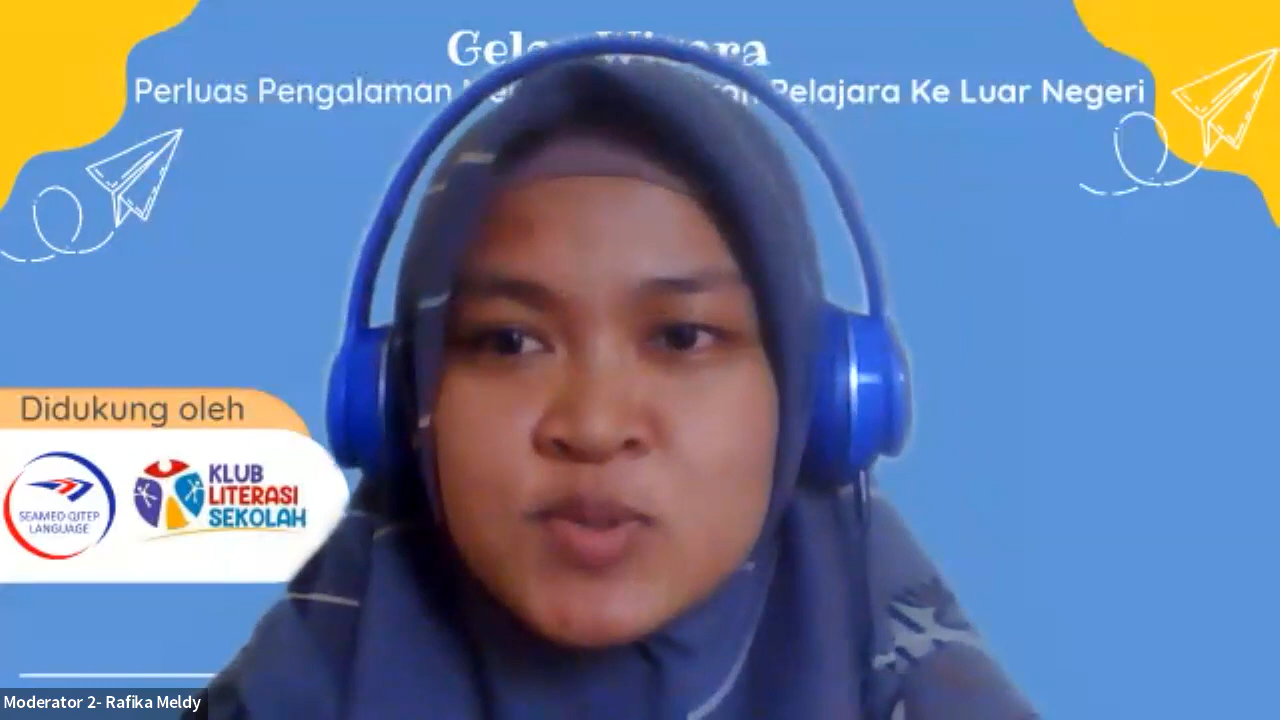 Perluas Pengalaman Pelajara Ke Luar Negeri
Didukung oleh
SEAMEO QITEP
LANGUAGE
KLUB
LITERASI
SEKOLAH
Moderator 2- Rafika Meldy